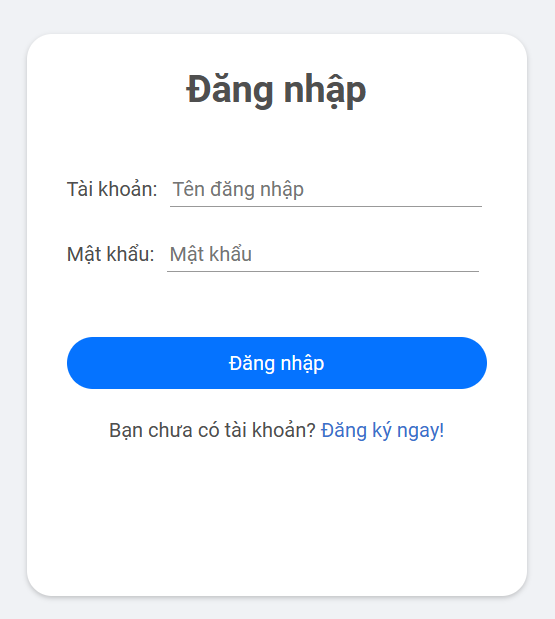 Đăng nhập
Tài khoản: Tên đăng nhập
Mật khẩu: Mật khẩu
Đăng nhập
Bạn chưa có tài khoản? Đăng ký ngay!